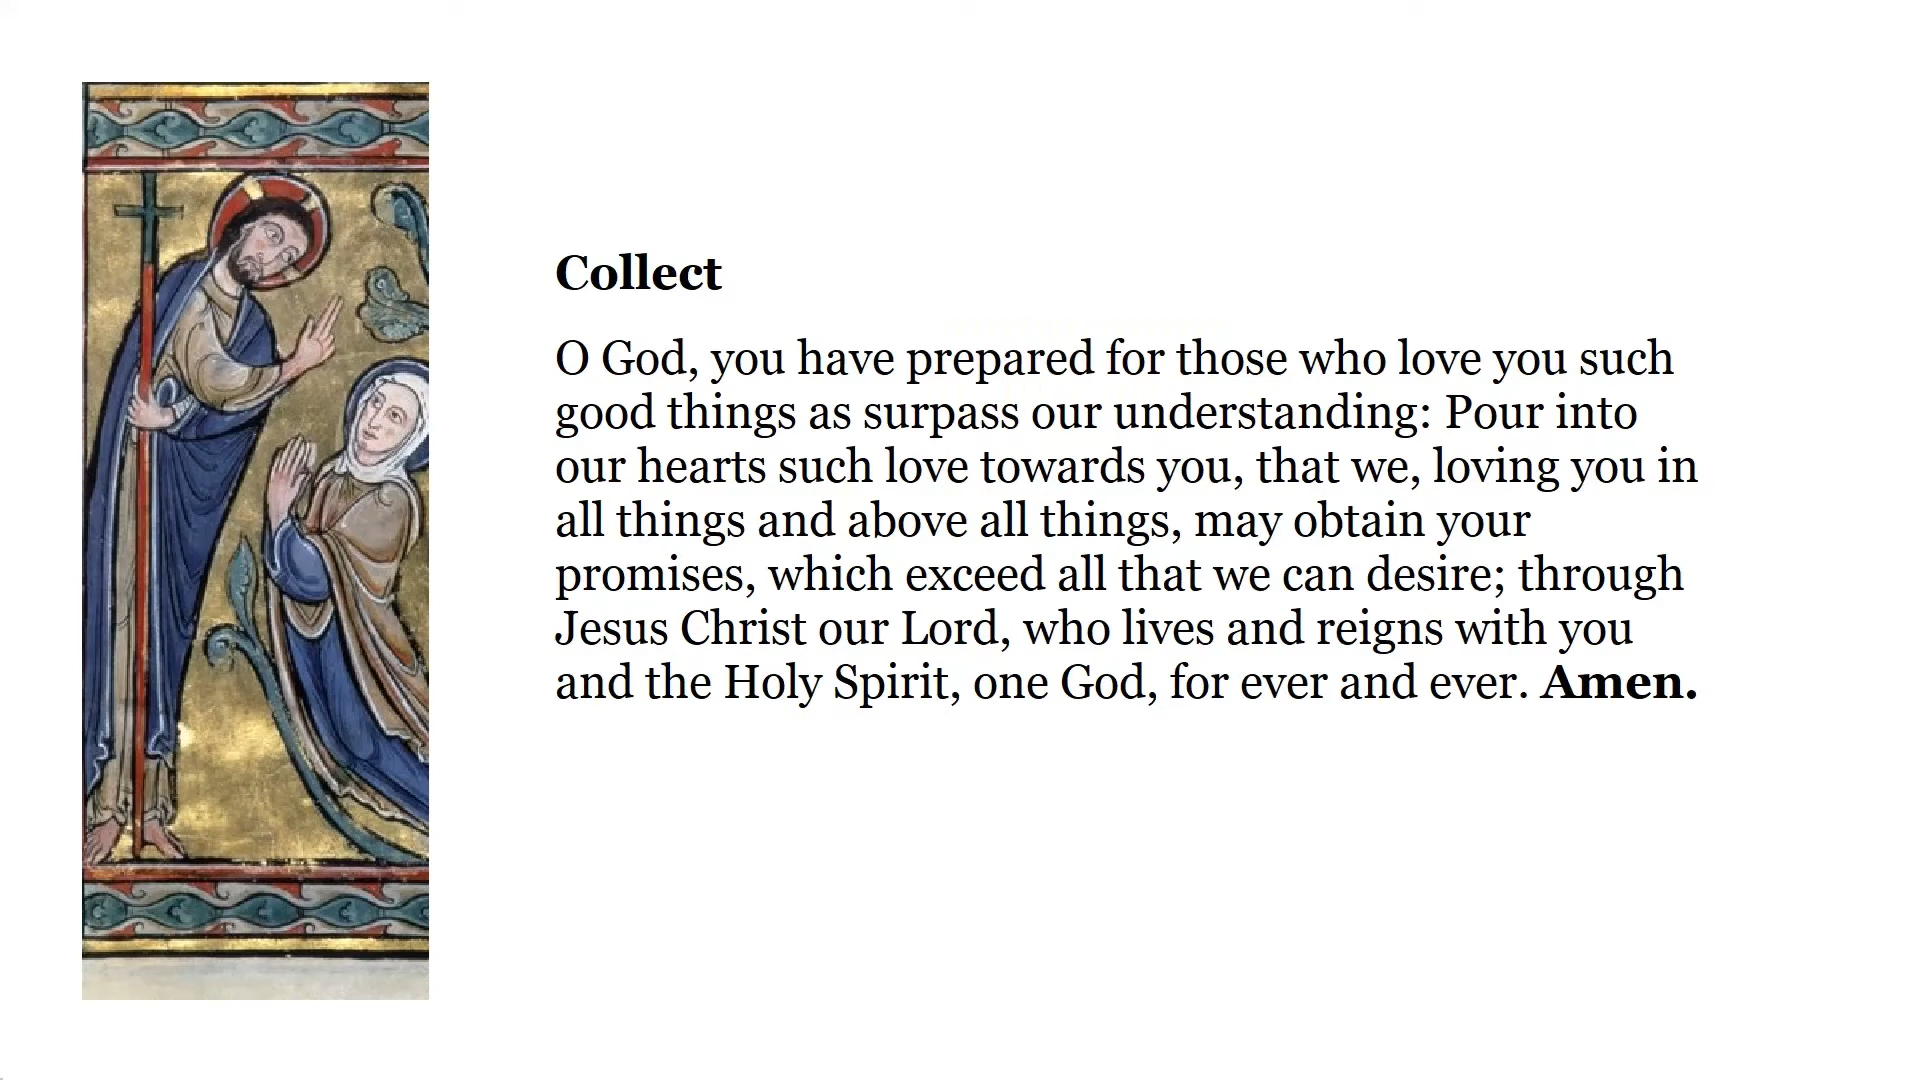 Collect
O God, you have prepared for those who love you such
good things as surpass our understanding: Pour into
our hearts such love towards you, that we, loving you in
all things and above all things, may obtain your
promises, which exceed all that we can desire; through
Jesus Christ our Lord, who lives and reigns with you
and the Holy Spirit, one God, for ever and ever. Amen.